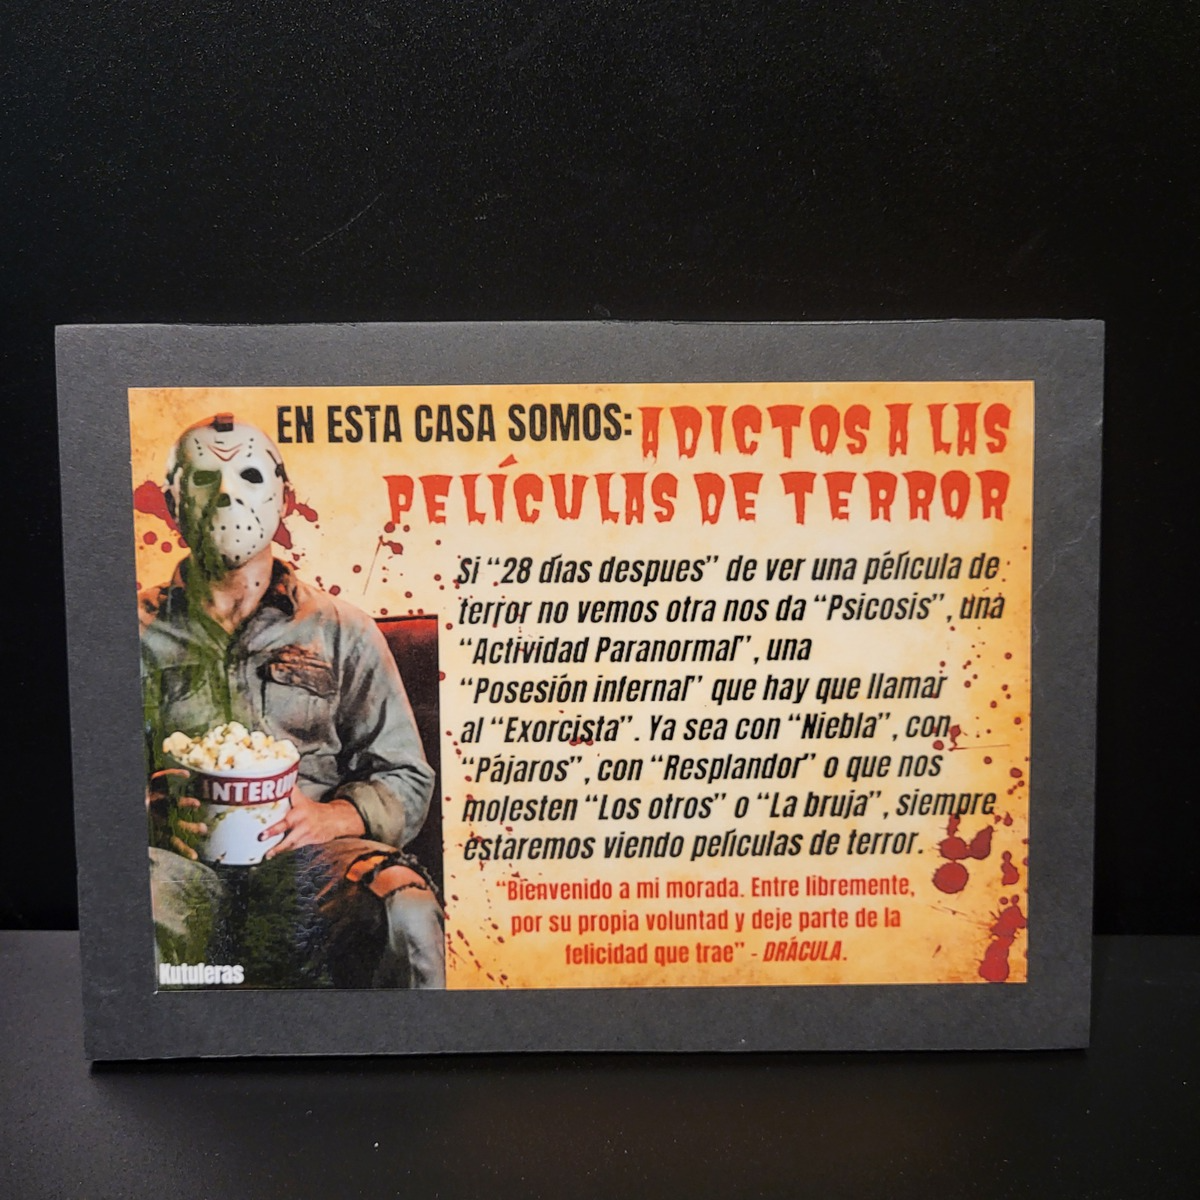 EN ESTA CASA SOMOS: ADICTOS A LAS
PELÍCULAS DE TERROR
Si “28 días despues” de ver una pélicula de
terror no vemos otra nos da “Psicosis”, una
“Actividad Paranormal”, una
“Posesión infernal” que hay que llamar
al “Exorcista”. Ya sea con “Niebla”, con
“Pájaros”, con “Resplandor” o que nos
molesten “Los otros” o “La bruja”, siempre
estaremos viendo películas de terror.
“Bienvenido a mi morada. Entre libremente,
por su propia voluntad y deje parte de la
felicidad que trae” - DRÁCULA.
INTERU
Kutuleras